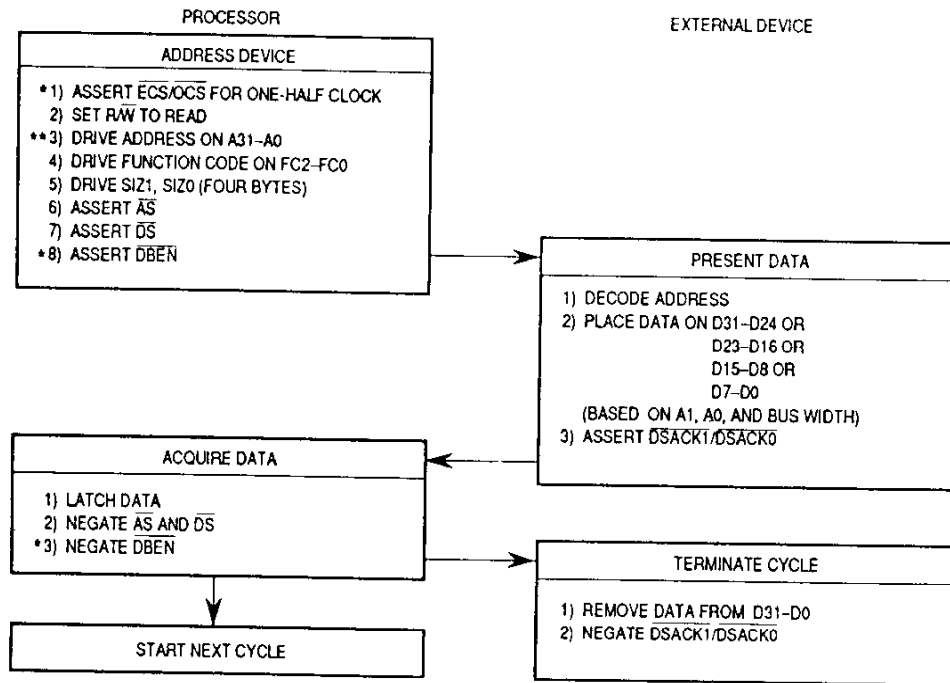 PROCESSOR
EXTERNAL DEVICE
ADDRESS DEVICE
*1) ASSERT ECS/OCS FOR ONE-HALF CLOCK
2) SET R/W TO READ
**3) DRIVE ADDRESS ON A31–A0
4) DRIVE FUNCTION CODE ON FC2–FC0
5) DRIVE SIZ1, SIZ0 (FOUR BYTES)
6) ASSERT AS
7) ASSERT DS
*8) ASSERT DBEN
PRESENT DATA
1) DECODE ADDRESS
2) PLACE DATA ON D31–D24 OR
D23–D16 OR
D15–D8 OR
D7–D0
(BASED ON A1, A0, AND BUS WIDTH)
3) ASSERT DSACK1/DSACK0
ACQUIRE DATA
1) LATCH DATA
2) NEGATE AS AND DS
*3) NEGATE DBEN
TERMINATE CYCLE
1) REMOVE DATA FROM D31–D0
2) NEGATE DSACK1/DSACK0
START NEXT CYCLE